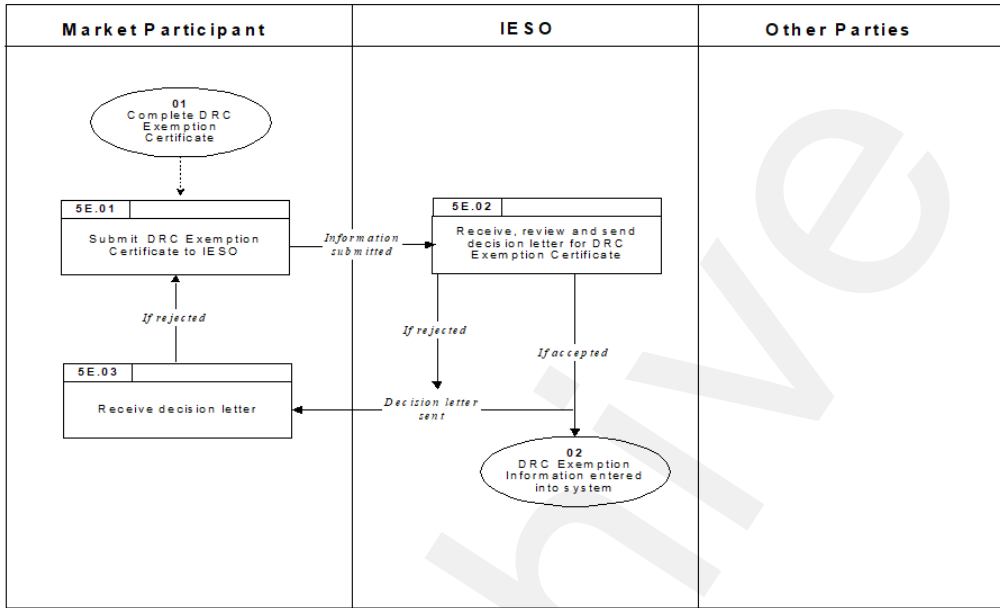 Market Participant
IESO
Other Parties
01
Complete DRC
Exemption
Certificate
5E.01
Submit DRC Exemption
Certificate to IESO
Information
submitted
5E.02
Receive, review and send
decision letter for DRC
Exemption Certificate
If rejected
If rejected
If accepted
5E.03
Receive decision letter
Decision letter
sent
02
DRC Exemption
Information entered
into system
hive